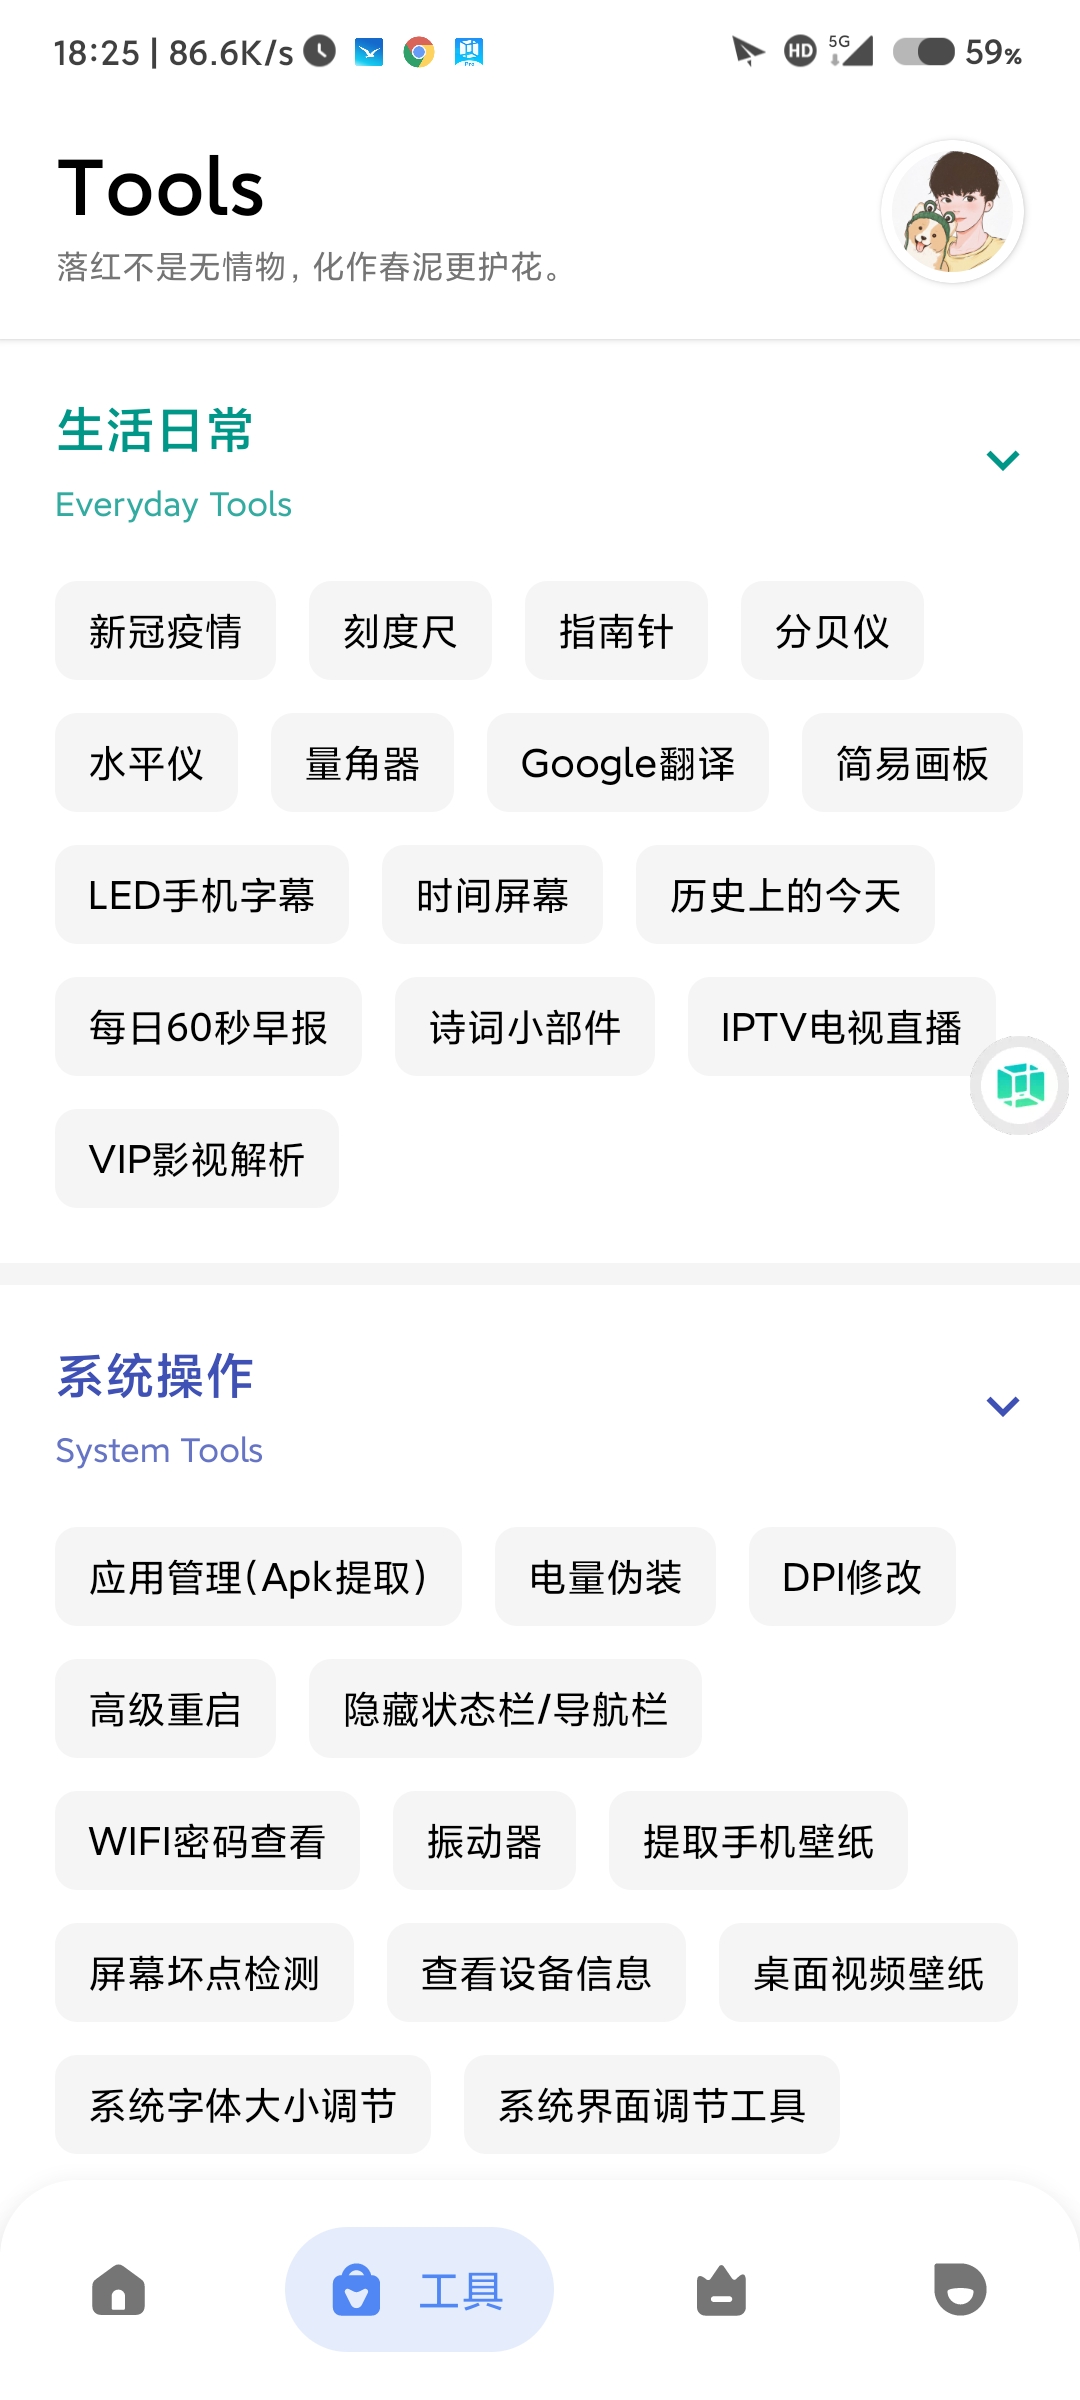 18:25 | 86.6K/s HD 5G 59%
Tools
落红不是无情物，化作春泥更护花。
生活日常
Everyday Tools
新冠疫情 刻度尺 指南针 分贝仪
水平仪 量角器 Google翻译 简易画板
LED手机字幕 时间屏幕 历史上的今天
每日60秒早报 诗词小部件 IPTV电视直播
VIP影视解析
系统操作
System Tools
应用管理(Apk提取) 电量伪装 DPI修改
高级重启 隐藏状态栏/导航栏
WIFI密码查看 振动器 提取手机壁纸
屏幕坏点检测 查看设备信息 桌面视频壁纸
系统字体大小调节 系统界面调节工具
工具